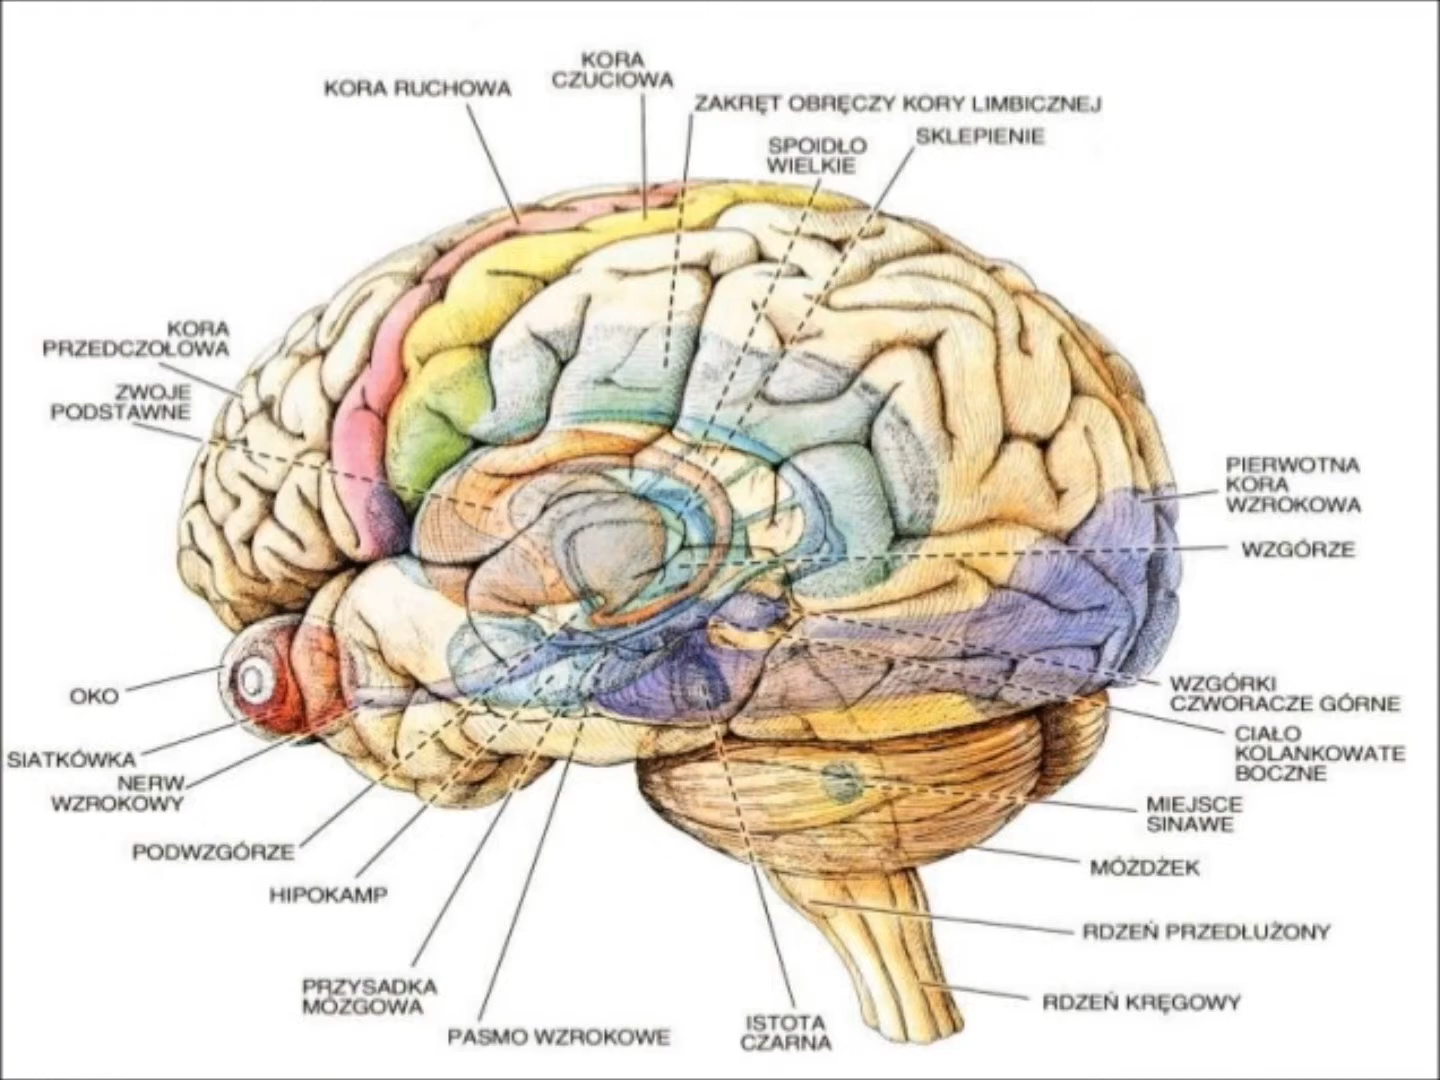 KORA
CZUCIOWA
KORA RUCHOWA
ZAKRĘT OBRĘCZY KORY LIMBICZNEJ
SPOIDŁO
WIELKIE
SKLEPIENIE
KORA
PRZEDCZOŁOWA
ZWOJE
PODSTAWNE
PIERWOTNA
KORA
WZROKOWA
WZGÓRZE
OKO
WZGÓRKI
CZWORACZE GÓRNE
SIATKÓWKA
CIAŁO
KOLANKOWATE
BOCZNE
NERW
WZROKOWY
MIEJSCE
SINAWE
PODWZGÓRZE
MÓŻDŻEK
HIPOKAMP
RDZEŃ PRZEDŁUŻONY
PRZYSADKA
MÓZGOWA
RDZEŃ KRĘGOWY
PASMO WZROKOWE
ISTOTA
CZARNA